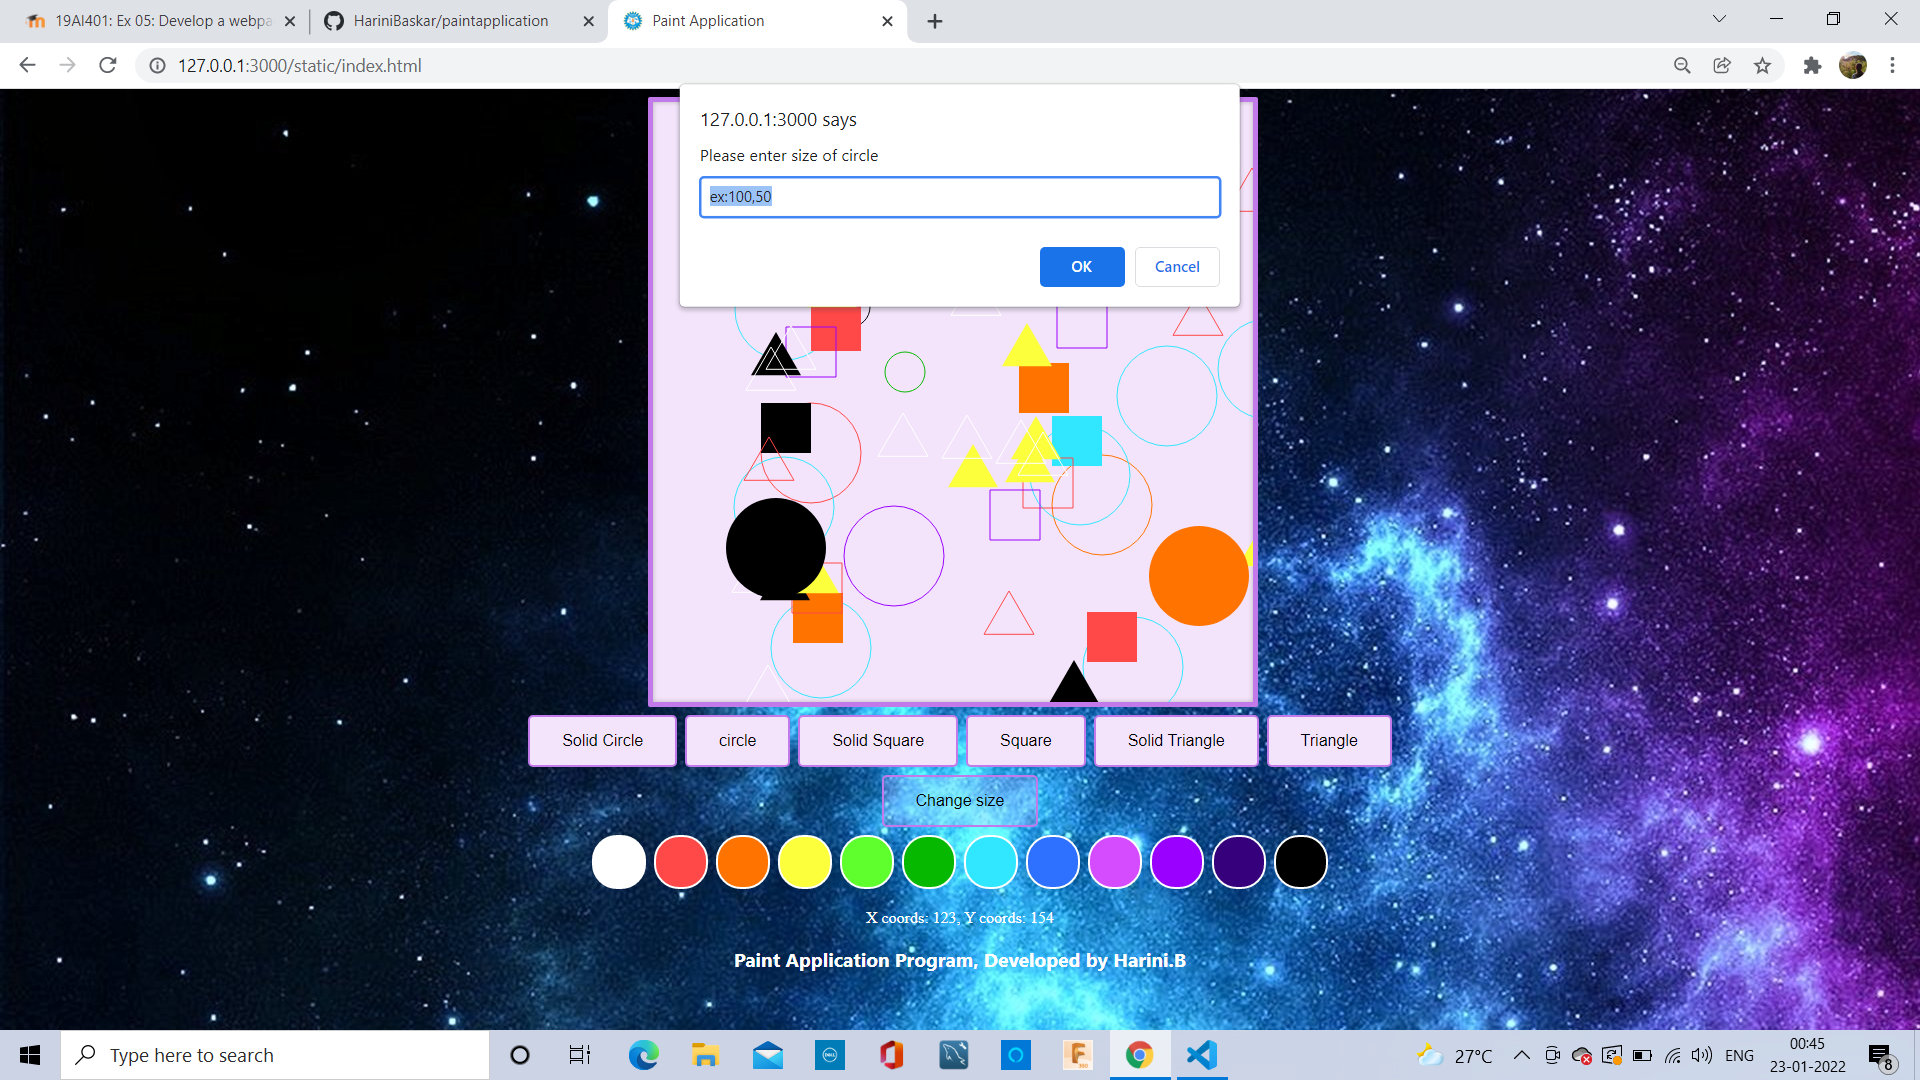 19AI401: Ex 05: Develop a webpa
HariniBaskar/paintapplication
Paint Application
127.0.0.1:3000/static/index.html
127.0.0.1:3000 says
Please enter size of circle
ex:100,50
OK
Cancel
Solid Circle
circle
Solid Square
Square
Solid Triangle
Triangle
Change size
X coords: 123, Y coords: 154
Paint Application Program, Developed by Harini.B
Type here to search
27°C
ENG
00:45
23-01-2022
8